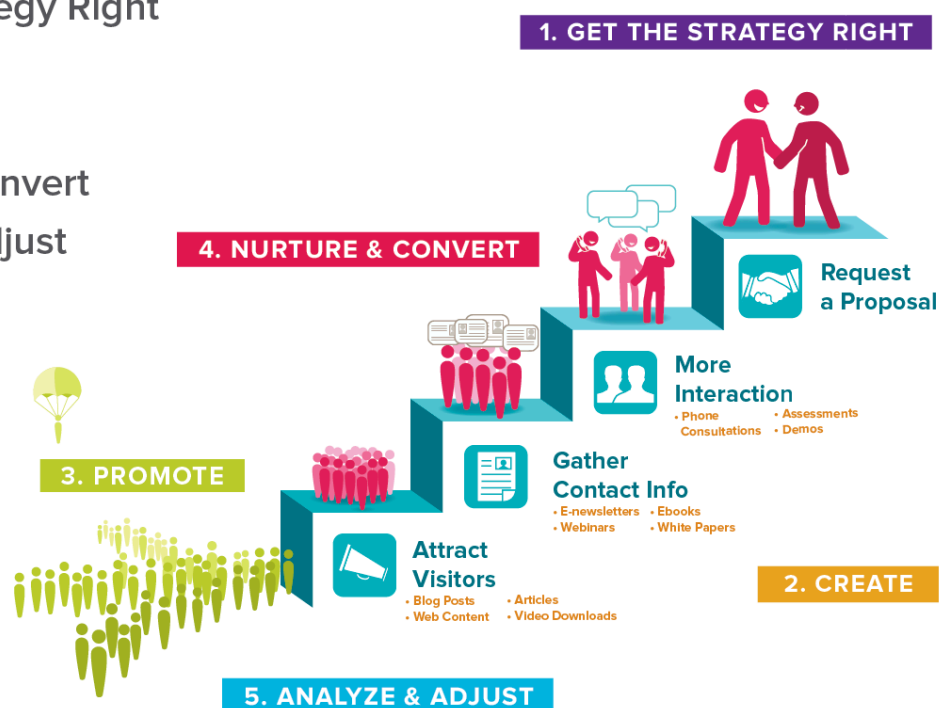 egy Right
nvert
ljust
1. GET THE STRATEGY RIGHT
4. NURTURE & CONVERT
Request
a Proposal
More
Interaction
• Phone
Consultations
• Assessments
• Demos
3. PROMOTE
Gather
Contact Info
• E-newsletters • Ebooks
• Webinars • White Papers
Attract
Visitors
• Blog Posts • Articles
• Web Content • Video Downloads
2. CREATE
5. ANALYZE & ADJUST